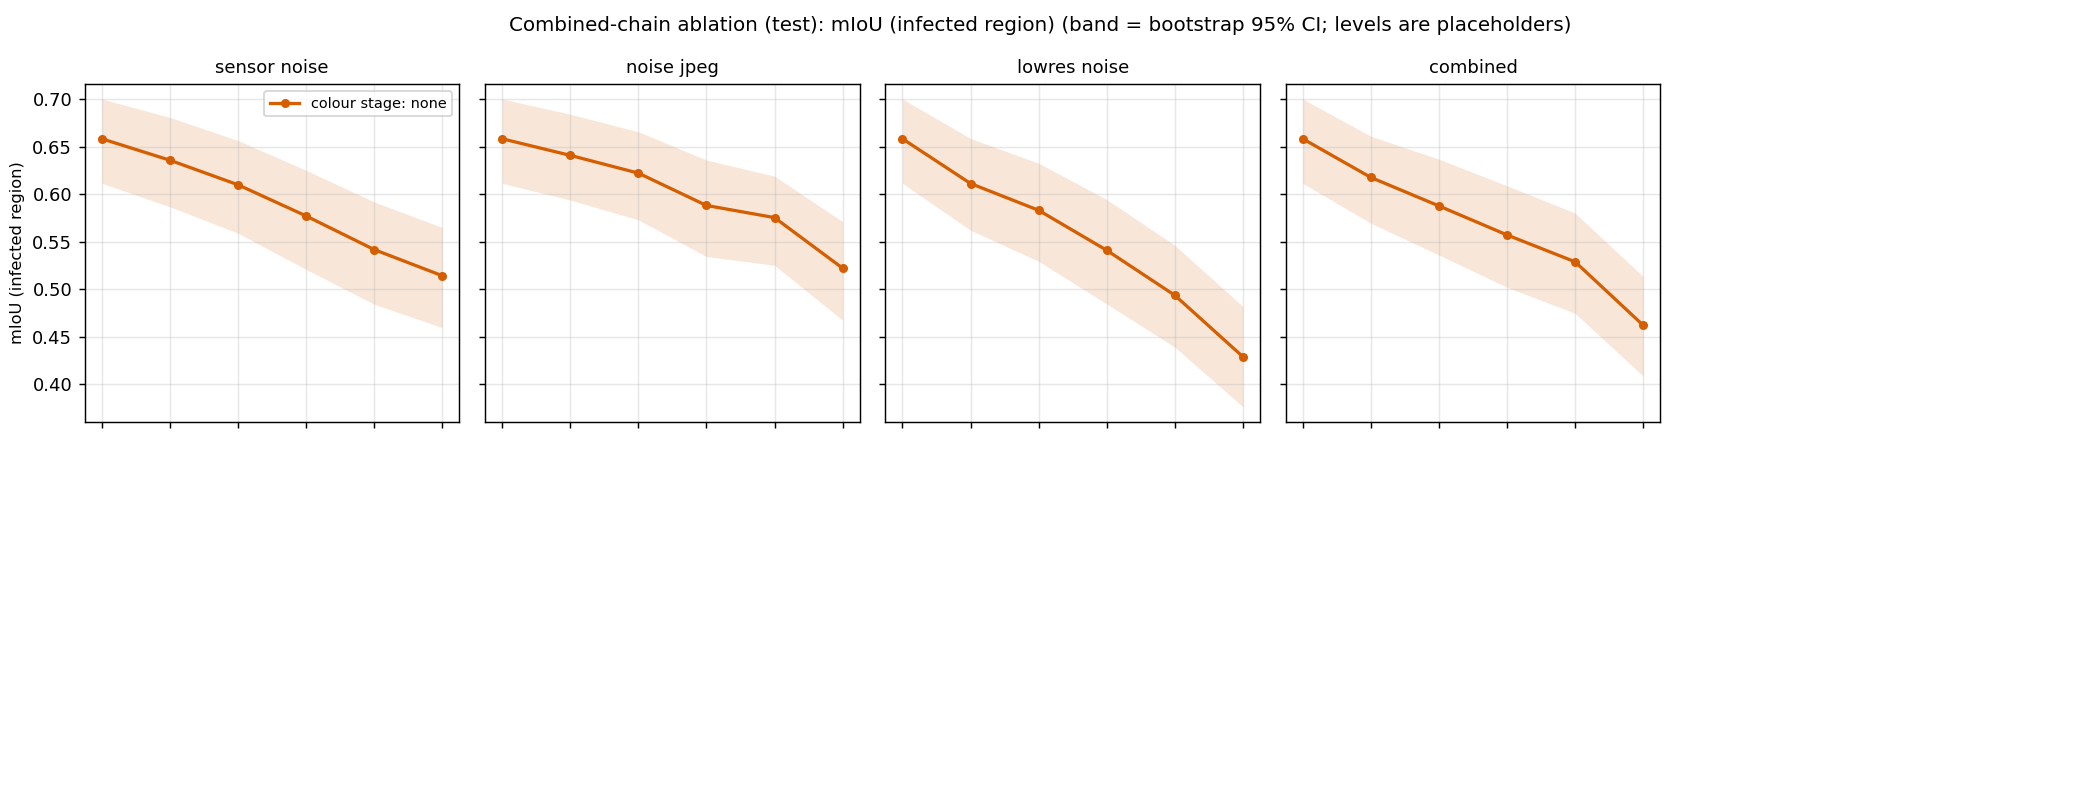 Combined-chain ablation (test): mIoU (infected region) (band = bootstrap 95% CI; levels are placeholders)
sensor noise
noise jpeg
lowres noise
combined
colour stage: none
mIoU (infected region)
0.70
0.65
0.60
0.55
0.50
0.45
0.40